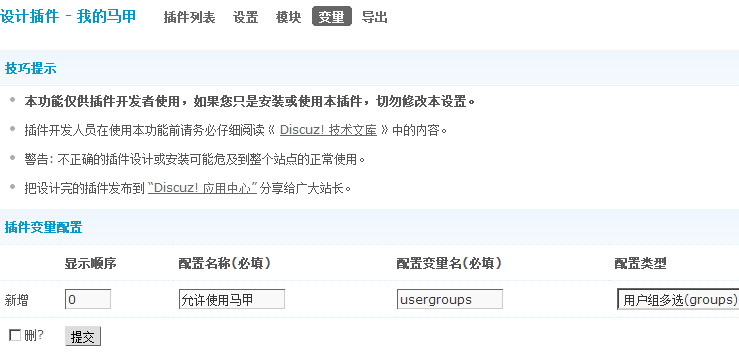 设计插件 - 我的马甲 插件列表 设置 模块 变量 导出
技巧提示
本功能仅供插件开发者使用，如果您只是安装或使用本插件，切勿修改本设置。
插件开发人员在使用本功能前请务必仔细阅读《 Discuz! 技术文库 》中的内容。
警告: 不正确的插件设计或安装可能危及到整个站点的正常使用。
把设计完的插件发布到 “Discuz! 应用中心” 分享给广大站长。
插件变量配置
显示顺序 配置名称(必填) 配置变量名(必填) 配置类型
新增 0 允许使用马甲 usergroups 用户组多选(groups)
删? 提交